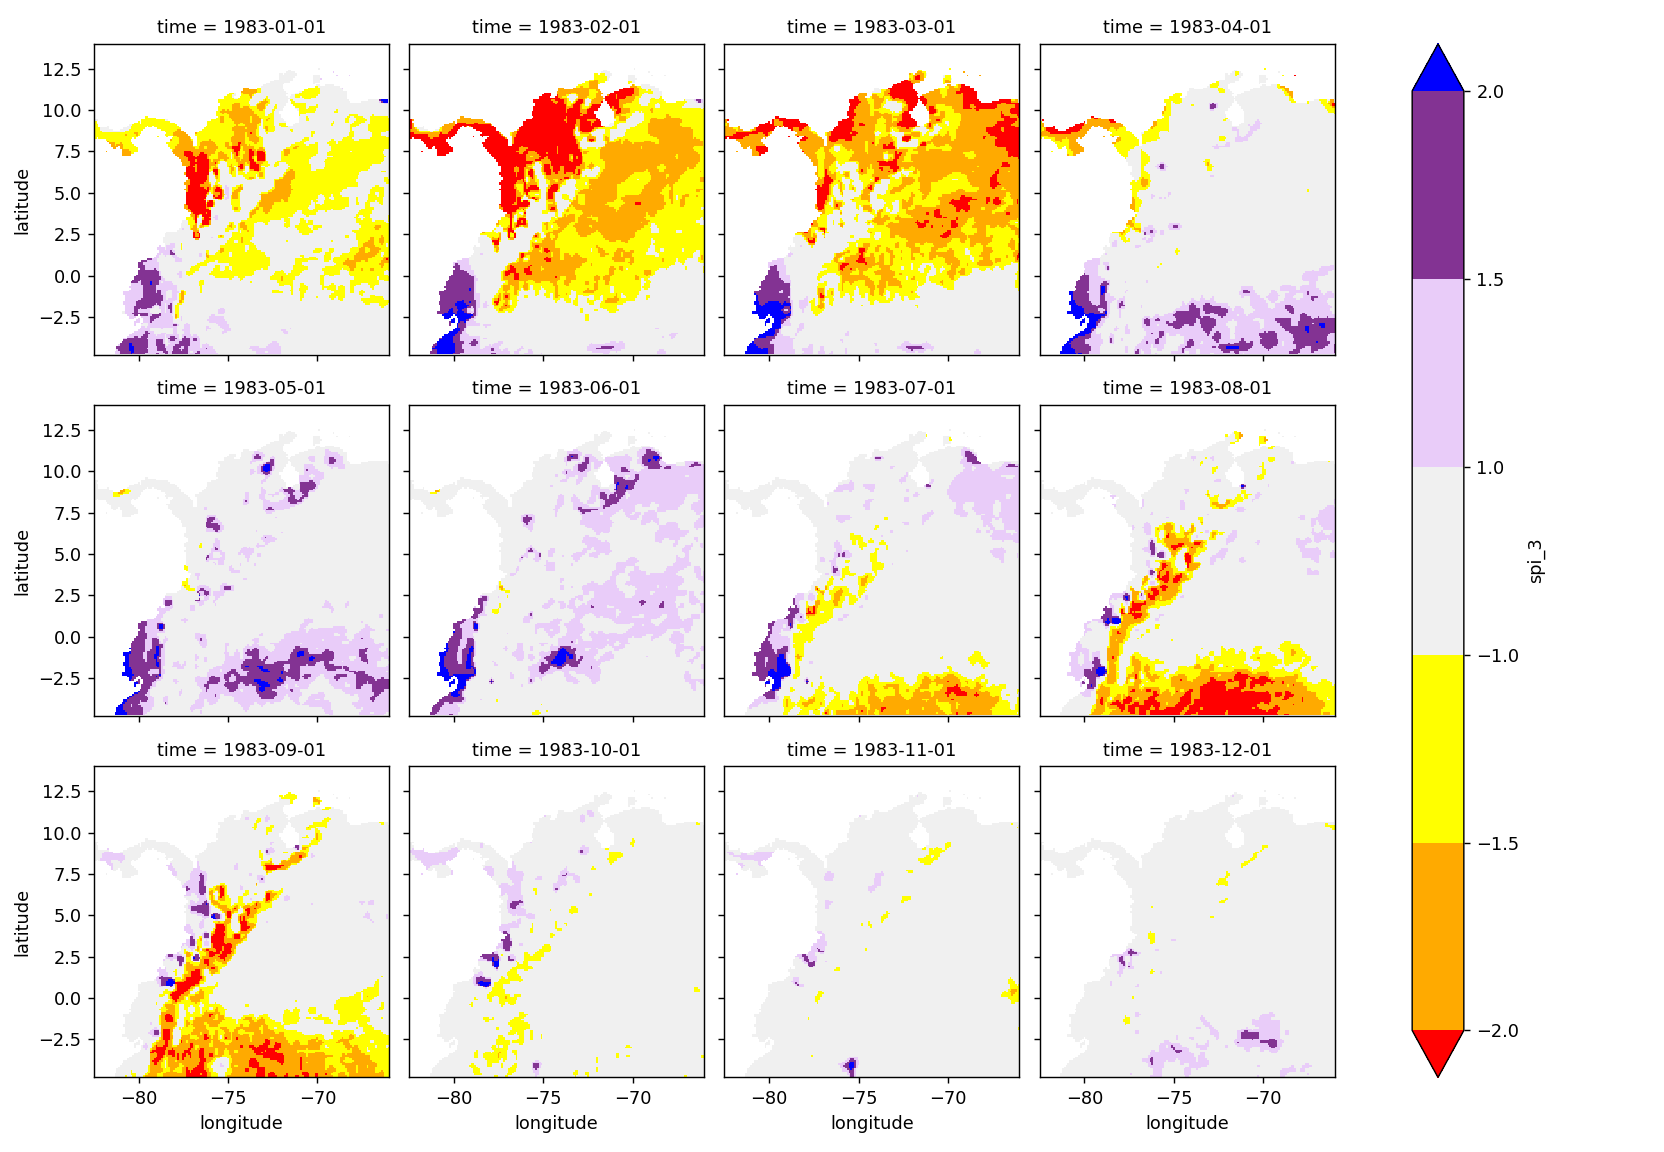 time = 1983-01-01
time = 1983-02-01
time = 1983-03-01
time = 1983-04-01
12.5
10.0
7.5
5.0
2.5
0.0
−2.5
latitude
time = 1983-05-01
time = 1983-06-01
time = 1983-07-01
time = 1983-08-01
12.5
10.0
7.5
5.0
2.5
0.0
−2.5
latitude
time = 1983-09-01
time = 1983-10-01
time = 1983-11-01
time = 1983-12-01
12.5
10.0
7.5
5.0
2.5
0.0
−2.5
latitude
−80 −75 −70
−80 −75 −70
−80 −75 −70
−80 −75 −70
longitude
longitude
longitude
longitude
2.0
1.5
1.0
−1.0
−1.5
−2.0
spi_3